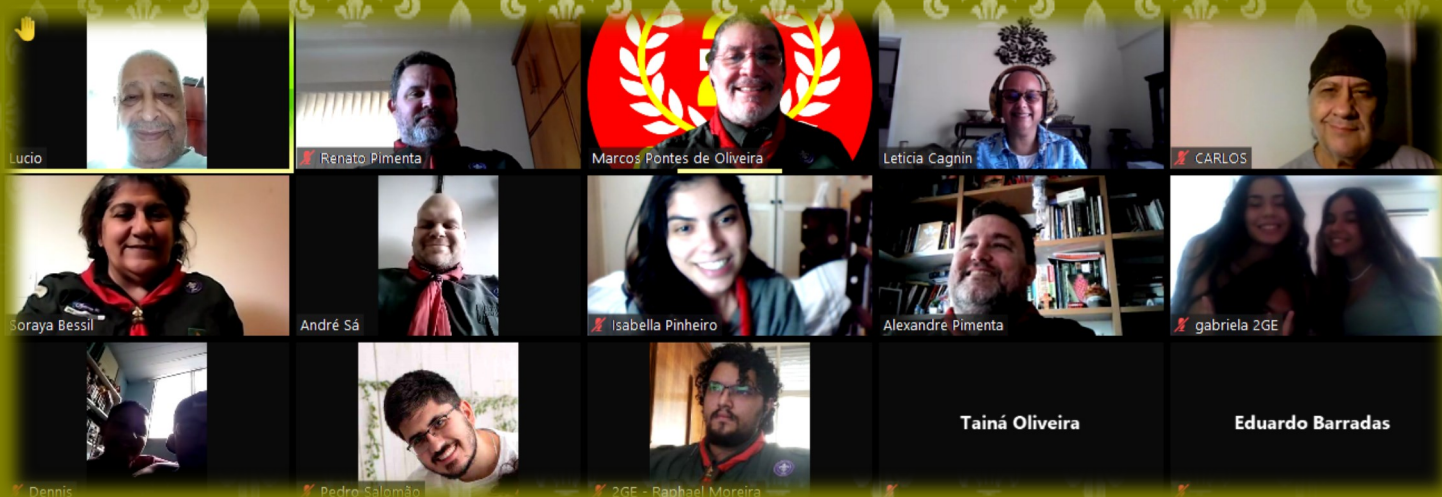 Lucio
Renato Pimenta
Marcos Pontes de Oliveira
Leticia Cagnin
CARLOS
Soraya Bessil
André Sá
Isabella Pinheiro
Alexandre Pimenta
gabriela 2GE
Dennis
Pedro Salomão
2GE - Raphael Moreira
Tainá Oliveira
Eduardo Barradas